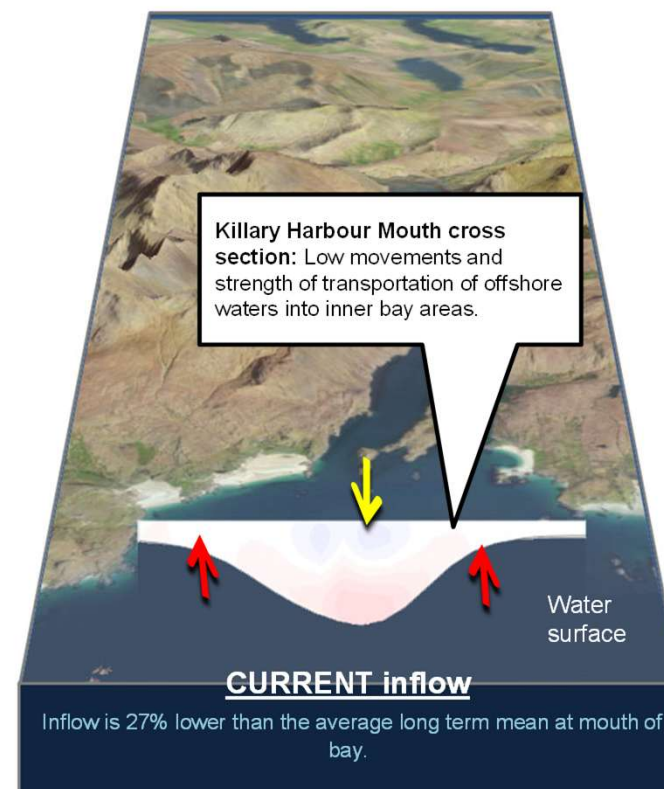 Killary Harbour Mouth cross
section: Low movements and
strength of transportation of offshore
waters into inner bay areas.
Water
surface
CURRENT inflow
Inflow is 27% lower than the average long term mean at mouth of
bay.